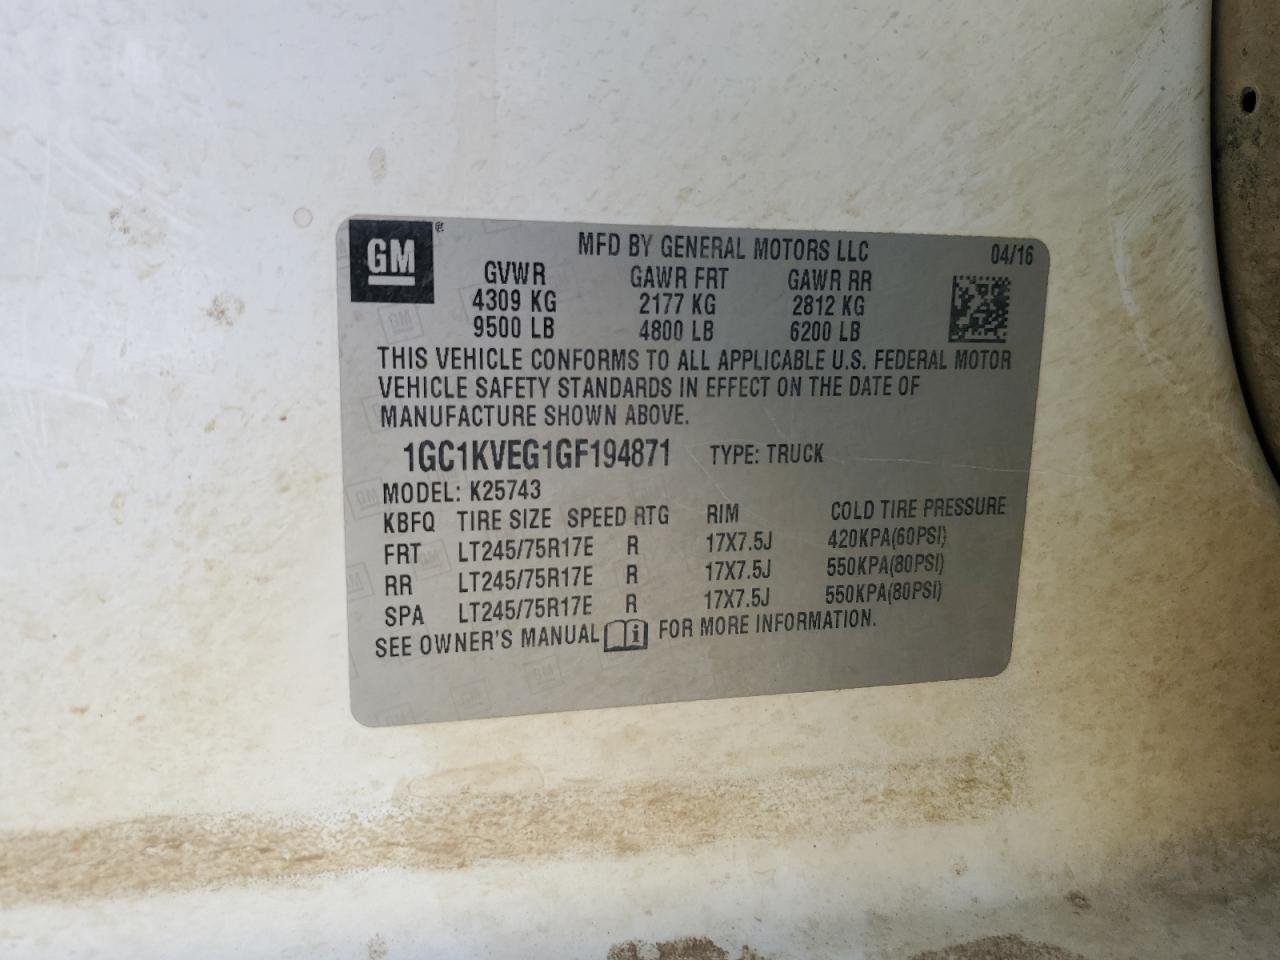 GM®
MFD BY GENERAL MOTORS LLC 04/16
GVWR GAWR FRT GAWR RR
4309 KG 2177 KG 2812 KG
9500 LB 4800 LB 6200 LB
THIS VEHICLE CONFORMS TO ALL APPLICABLE U.S. FEDERAL MOTOR
VEHICLE SAFETY STANDARDS IN EFFECT ON THE DATE OF
MANUFACTURE SHOWN ABOVE.
1GC1KVEG1GF194871 TYPE: TRUCK
MODEL: K25743
KBFQ TIRE SIZE SPEED RTG RIM COLD TIRE PRESSURE
FRT LT245/75R17E R 17X7.5J 420KPA(60PSI)
RR LT245/75R17E R 17X7.5J 550KPA(80PSI)
SPA LT245/75R17E R 17X7.5J 550KPA(80PSI)
SEE OWNER'S MANUAL i FOR MORE INFORMATION.